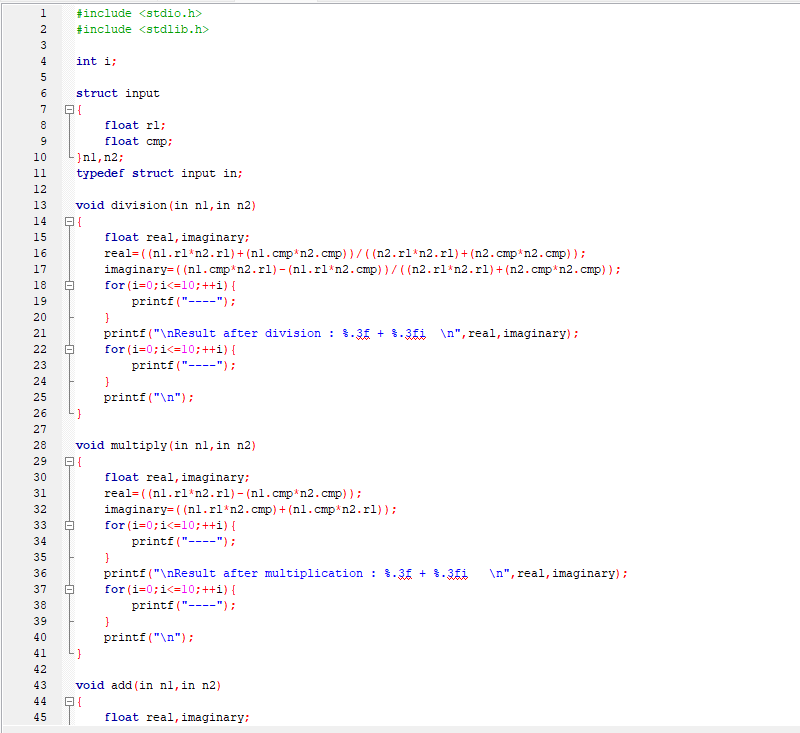 1 #include <stdio.h>
2 #include <stdlib.h>
3
4 int i;
5
6 struct input
7 {
8     float rl;
9     float cmp;
10 }n1,n2;
11 typedef struct input in;
12
13 void division(in n1,in n2)
14 {
15     float real,imaginary;
16     real=((n1.rl*n2.rl)+(n1.cmp*n2.cmp))/((n2.rl*n2.rl)+(n2.cmp*n2.cmp));
17     imaginary=((n1.cmp*n2.rl)-(n1.rl*n2.cmp))/((n2.rl*n2.rl)+(n2.cmp*n2.cmp));
18     for(i=0;i<=10;++i){
19         printf("----");
20     }
21     printf("\nResult after division : %.3f + %.3fi  \n",real,imaginary);
22     for(i=0;i<=10;++i){
23         printf("----");
24     }
25     printf("\n");
26 }
27
28 void multiply(in n1,in n2)
29 {
30     float real,imaginary;
31     real=((n1.rl*n2.rl)-(n1.cmp*n2.cmp));
32     imaginary=((n1.rl*n2.cmp)+(n1.cmp*n2.rl));
33     for(i=0;i<=10;++i){
34         printf("----");
35     }
36     printf("\nResult after multiplication : %.3f + %.3fi   \n",real,imaginary);
37     for(i=0;i<=10;++i){
38         printf("----");
39     }
40     printf("\n");
41 }
42
43 void add(in n1,in n2)
44 {
45     float real,imaginary;